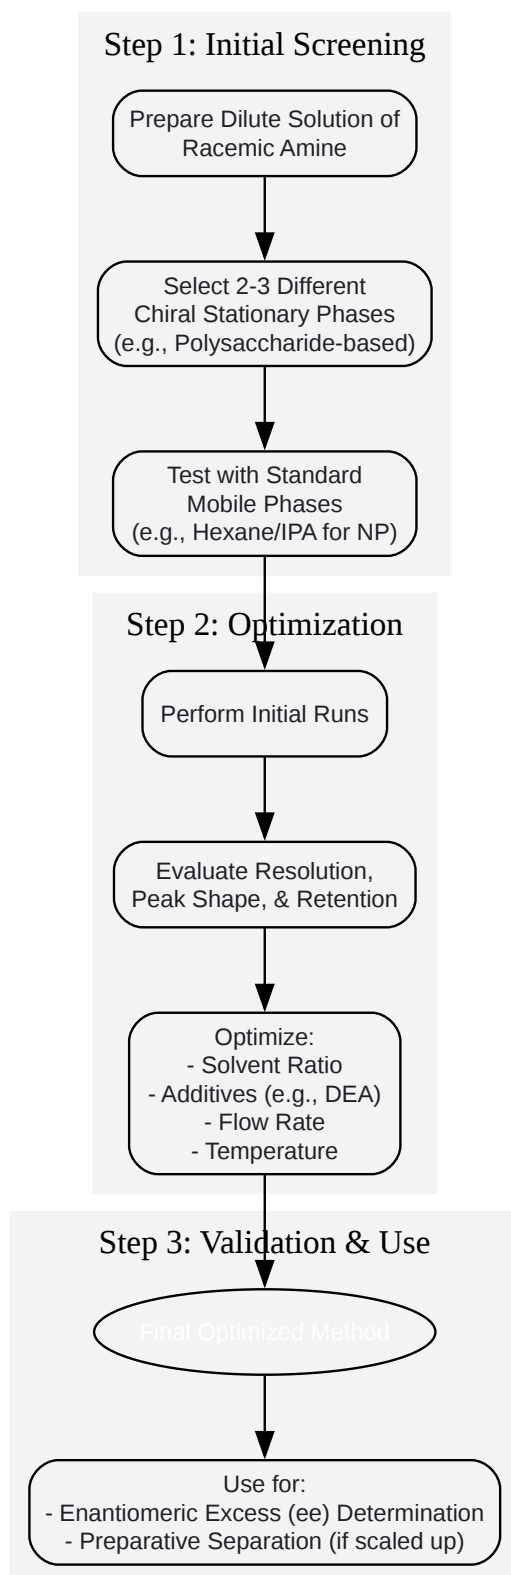 Step 1: Initial Screening
Prepare Dilute Solution of
Racemic Amine
Select 2-3 Different
Chiral Stationary Phases
(e.g., Polysaccharide-based)
Test with Standard
Mobile Phases
(e.g., Hexane/IPA for NP)
Step 2: Optimization
Perform Initial Runs
Evaluate Resolution,
Peak Shape, & Retention
Optimize:
- Solvent Ratio
- Additives (e.g., DEA)
- Flow Rate
- Temperature
Step 3: Validation & Use
Final Optimized Method
Use for:
- Enantiomeric Excess (ee) Determination
- Preparative Separation (if scaled up)